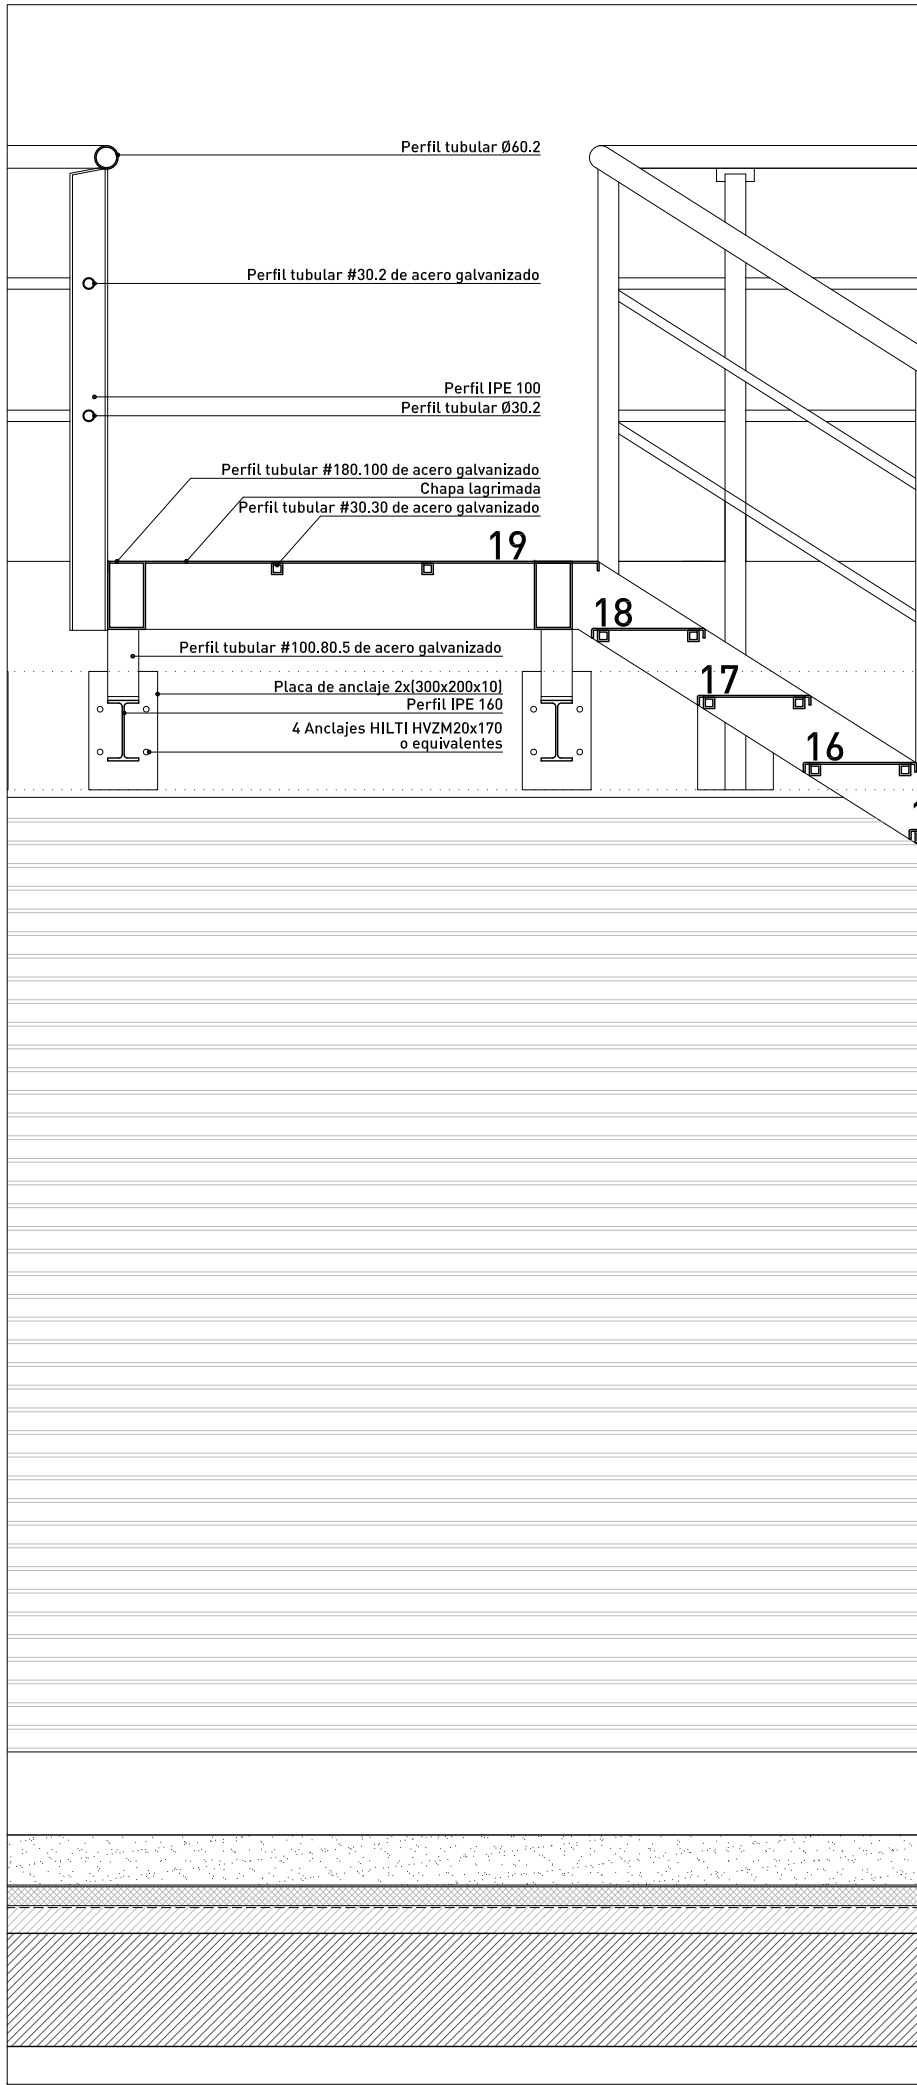 Perfil tubular Ø60.2
Perfil tubular #30.2 de acero galvanizado
Perfil IPE 100
Perfil tubular Ø30.2
Perfil tubular #180.100 de acero galvanizado
Chapa lagrimada
Perfil tubular #30.30 de acero galvanizado
19
18
Perfil tubular #100.80.5 de acero galvanizado
17
Placa de anclaje 2x(300x200x10)
Perfil IPE 160
4 Anclajes HILTI HVZM20x170
o equivalentes
16